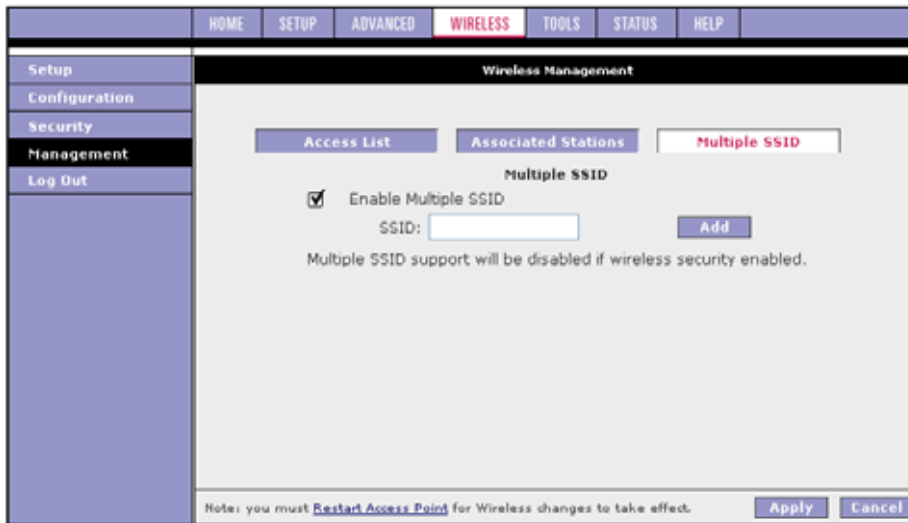 HOME SETUP ADVANCED WIRELESS TOOLS STATUS HELP
Setup
Configuration
Security
Management
Log Out
Wireless Management
Access List Associated Stations Multiple SSID
Multiple SSID
Enable Multiple SSID
SSID: Add
Multiple SSID support will be disabled if wireless security enabled.
Note: you must Restart Access Point for Wireless changes to take effect. Apply Cancel